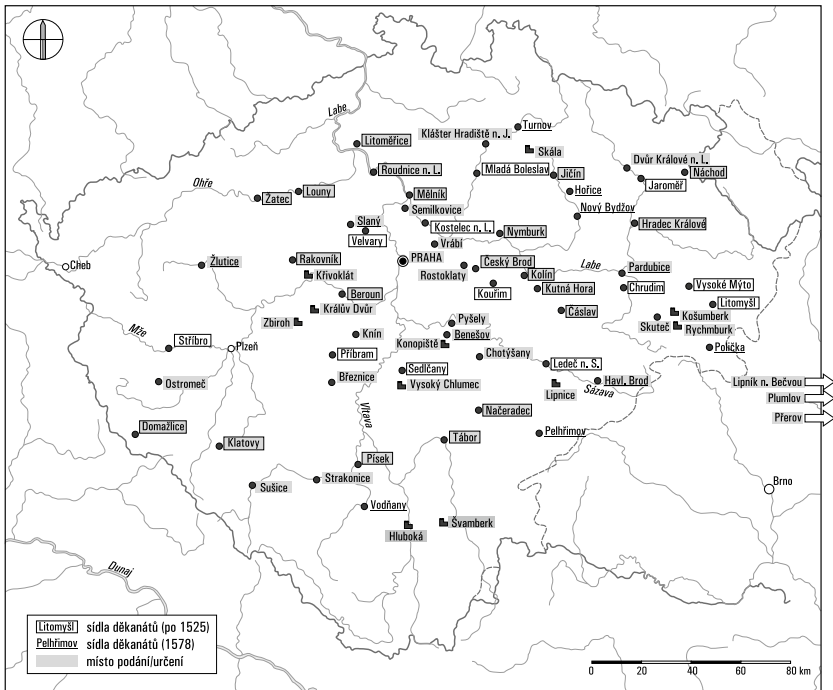 Labe
Turnov
Klášter Hradiště n. J.
Litoměřice
Skála
Roudnice n. L.
Mladá Boleslav
Jičín
Dvůr Králové n. L.
Náchod
Jaroměř
Ohře
Louny
Žatec
Mělník
Hořice
Semilkovice
Slaný
Velvary
Kostelec n. L.
Nymburk
Nový Bydžov
Hradec Králové
Vrábí
Cheb
Žlutice
Rakovník
Křivoklát
PRAHA
Rostoklaty
Český Brod
Kolín
Labe
Pardubice
Kouřim
Kutná Hora
Chrudim
Vysoké Mýto
Litomyšl
Beroun
Králův Dvůr
Zbiroh
Čáslav
Košumberk
Skuteč
Rychmburk
Mže
Stříbro
Plzeň
Knín
Pyšely
Benešov
Konopiště
Polička
Příbram
Chotýšany
Ledeč n. S.
Sedlčany
Ostromeč
Březnice
Vysoký Chlumec
Lipnice
Havl. Brod
Sázava
Lipník n. Bečvou
Plumlov
Přerov
Vltava
Načeradec
Domažlice
Klatovy
Tábor
Pelhřimov
Písek
Strakonice
Sušice
Brno
Vodňany
Švamberk
Hluboká
Dunaj
Litomyšl sídla děkanátů (po 1525)
Pelhřimov sídla děkanátů (1578)
místo podání/určení
0 20 40 60 80 km